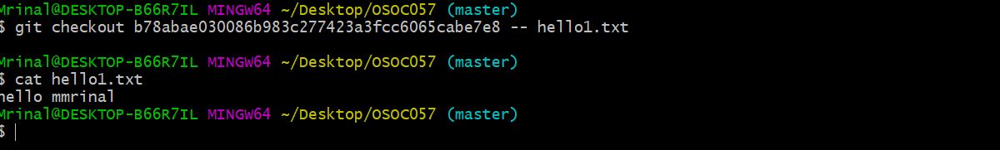 Mrinal@DESKTOP-B66R7IL MINGW64 ~/Desktop/OSOC057 (master)
$ git checkout b78abae030086b983c277423a3fcc6065cabe7e8 -- hello1.txt
Mrinal@DESKTOP-B66R7IL MINGW64 ~/Desktop/OSOC057 (master)
$ cat hello1.txt
hello mmrinal
Mrinal@DESKTOP-B66R7IL MINGW64 ~/Desktop/OSOC057 (master)
$